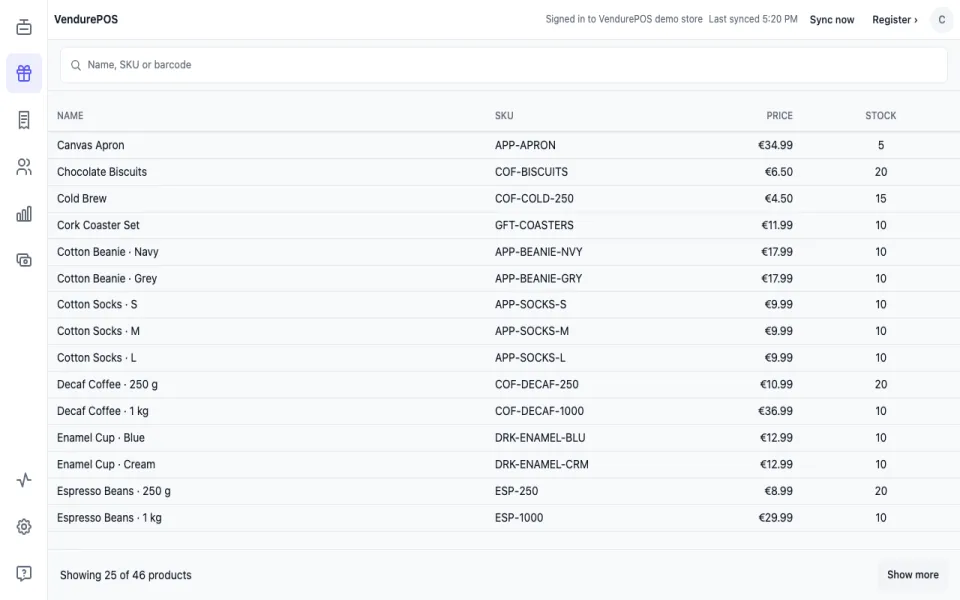 VendurePOS
Signed in to VendurePOS demo store Last synced 5:20 PM Sync now Register › C
Name, SKU or barcode
NAME SKU PRICE STOCK
Canvas Apron APP-APRON €34.99 5
Chocolate Biscuits COF-BISCUITS €6.50 20
Cold Brew COF-COLD-250 €4.50 15
Cork Coaster Set GFT-COASTERS €11.99 10
Cotton Beanie · Navy APP-BEANIE-NVY €17.99 10
Cotton Beanie · Grey APP-BEANIE-GRY €17.99 10
Cotton Socks · S APP-SOCKS-S €9.99 10
Cotton Socks · M APP-SOCKS-M €9.99 10
Cotton Socks · L APP-SOCKS-L €9.99 10
Decaf Coffee · 250 g COF-DECAF-250 €10.99 20
Decaf Coffee · 1 kg COF-DECAF-1000 €36.99 10
Enamel Cup · Blue DRK-ENAMEL-BLU €12.99 10
Enamel Cup · Cream DRK-ENAMEL-CRM €12.99 10
Espresso Beans · 250 g ESP-250 €8.99 20
Espresso Beans · 1 kg ESP-1000 €29.99 10
Showing 25 of 46 products Show more